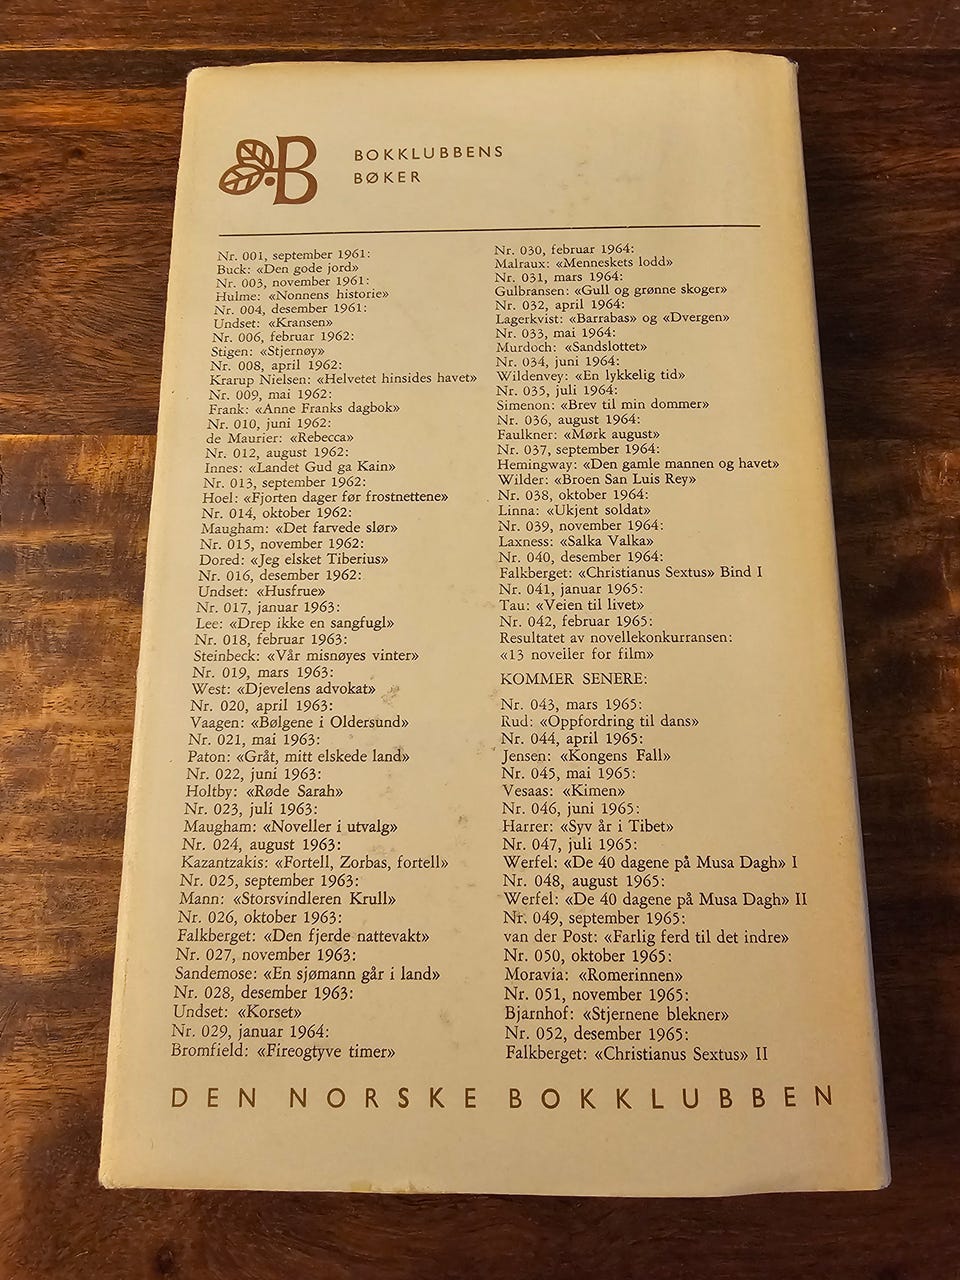 B
BOKKLUBBENS
BØKER
Nr. 001, september 1961:
Buck: «Den gode jord»
Nr. 003, november 1961:
Hulme: «Nonnens historie»
Nr. 004, desember 1961:
Undset: «Kransen»
Nr. 006, februar 1962:
Stigen: «Stjernøy»
Nr. 008, april 1962:
Krarup Nielsen: «Helvetet hinsides havet»
Nr. 009, mai 1962:
Frank: «Anne Franks dagbok»
Nr. 010, juni 1962:
de Maurier: «Rebecca»
Nr. 012, august 1962:
Innes: «Landet Gud ga Kain»
Nr. 013, september 1962:
Hoel: «Fjorten dager før frostnettene»
Nr. 014, oktober 1962:
Maugham: «Det farvede slør»
Nr. 015, november 1962:
Dored: «Jeg elsket Tiberius»
Nr. 016, desember 1962:
Undset: «Husfrue»
Nr. 017, januar 1963:
Lee: «Drep ikke en sangfugl»
Nr. 018, februar 1963:
Steinbeck: «Vår misnøyes vinter»
Nr. 019, mars 1963:
West: «Djevelens advokat»
Nr. 020, april 1963:
Vaagen: «Bølgene i Oldersund»
Nr. 021, mai 1963:
Paton: «Gråt, mitt elskede land»
Nr. 022, juni 1963:
Holtby: «Røde Sarah»
Nr. 023, juli 1963:
Maugham: «Noveller i utvalg»
Nr. 024, august 1963:
Kazantzakis: «Fortell, Zorbas, fortell»
Nr. 025, september 1963:
Mann: «Storsvindleren Krull»
Nr. 026, oktober 1963:
Falkberget: «Den fjerde nattevakt»
Nr. 027, november 1963:
Sandemose: «En sjømann går i land»
Nr. 028, desember 1963:
Undset: «Korset»
Nr. 029, januar 1964:
Bromfield: «Fireogtyve timer»
Nr. 030, februar 1964:
Malraux: «Menneskets lodd»
Nr. 031, mars 1964:
Gulbransen: «Gull og grønne skoger»
Nr. 032, april 1964:
Lagerkvist: «Barrabas» og «Dvergen»
Nr. 033, mai 1964:
Murdoch: «Sandslottet»
Nr. 034, juni 1964:
Wildenvey: «En lykkelig tid»
Nr. 035, juli 1964:
Simenon: «Brev til min dommer»
Nr. 036, august 1964:
Faulkner: «Mørk august»
Nr. 037, september 1964:
Hemingway: «Den gamle mannen og havet»
Wilder: «Broen San Luis Rey»
Nr. 038, oktober 1964:
Linna: «Ukjent soldat»
Nr. 039, november 1964:
Laxness: «Salka Valka»
Nr. 040, desember 1964:
Falkberget: «Christianus Sextus» Bind I
Nr. 041, januar 1965:
Tau: «Veien til livet»
Nr. 042, februar 1965:
Resultatet av novellekonkurransen:
«13 noveller for film»
KOMMER SENERE:
Nr. 043, mars 1965:
Rud: «Oppfordring til dans»
Nr. 044, april 1965:
Jensen: «Kongens Fall»
Nr. 045, mai 1965:
Vesaas: «Kimen»
Nr. 046, juni 1965:
Harrer: «Syv år i Tibet»
Nr. 047, juli 1965:
Werfel: «De 40 dagene på Musa Dagh» I
Nr. 048, august 1965:
Werfel: «De 40 dagene på Musa Dagh» II
Nr. 049, september 1965:
van der Post: «Farlig ferd til det indre»
Nr. 050, oktober 1965:
Moravia: «Romerinnen»
Nr. 051, november 1965:
Bjarnhof: «Stjernene blekner»
Nr. 052, desember 1965:
Falkberget: «Christianus Sextus» II
DEN NORSKE BOKKLUBBEN